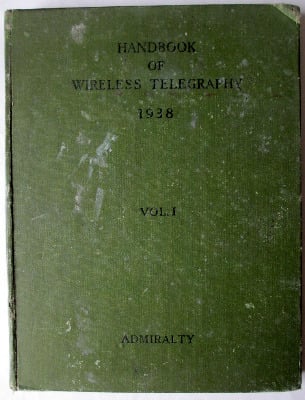 HANDBOOK
OF
WIRELESS TELEGRAPHY
1938
VOL. I
ADMIRALTY